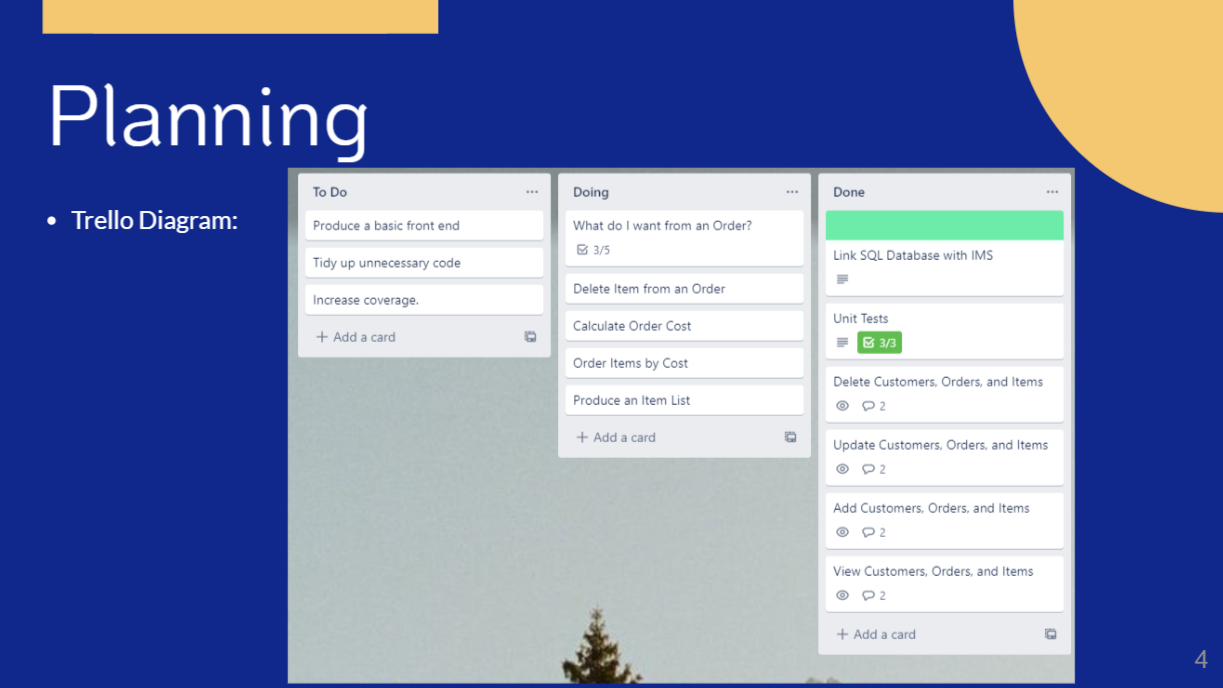 Planning
• Trello Diagram:
To Do
Produce a basic front end
Tidy up unnecessary code
Increase coverage.
+ Add a card
Doing
What do I want from an Order?
3/5
Delete Item from an Order
Calculate Order Cost
Order Items by Cost
Produce an Item List
+ Add a card
Done
Link SQL Database with IMS
Unit Tests
3/3
Delete Customers, Orders, and Items
2
Update Customers, Orders, and Items
2
Add Customers, Orders, and Items
2
View Customers, Orders, and Items
2
+ Add a card
4